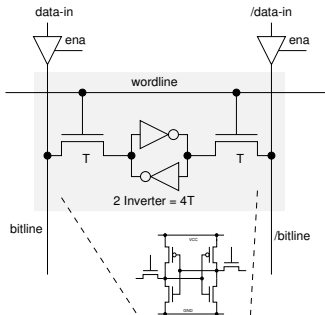 data-in /data-in
ena ena
wordline
T T
2 Inverter = 4T
bitline /bitline
VCC
GND